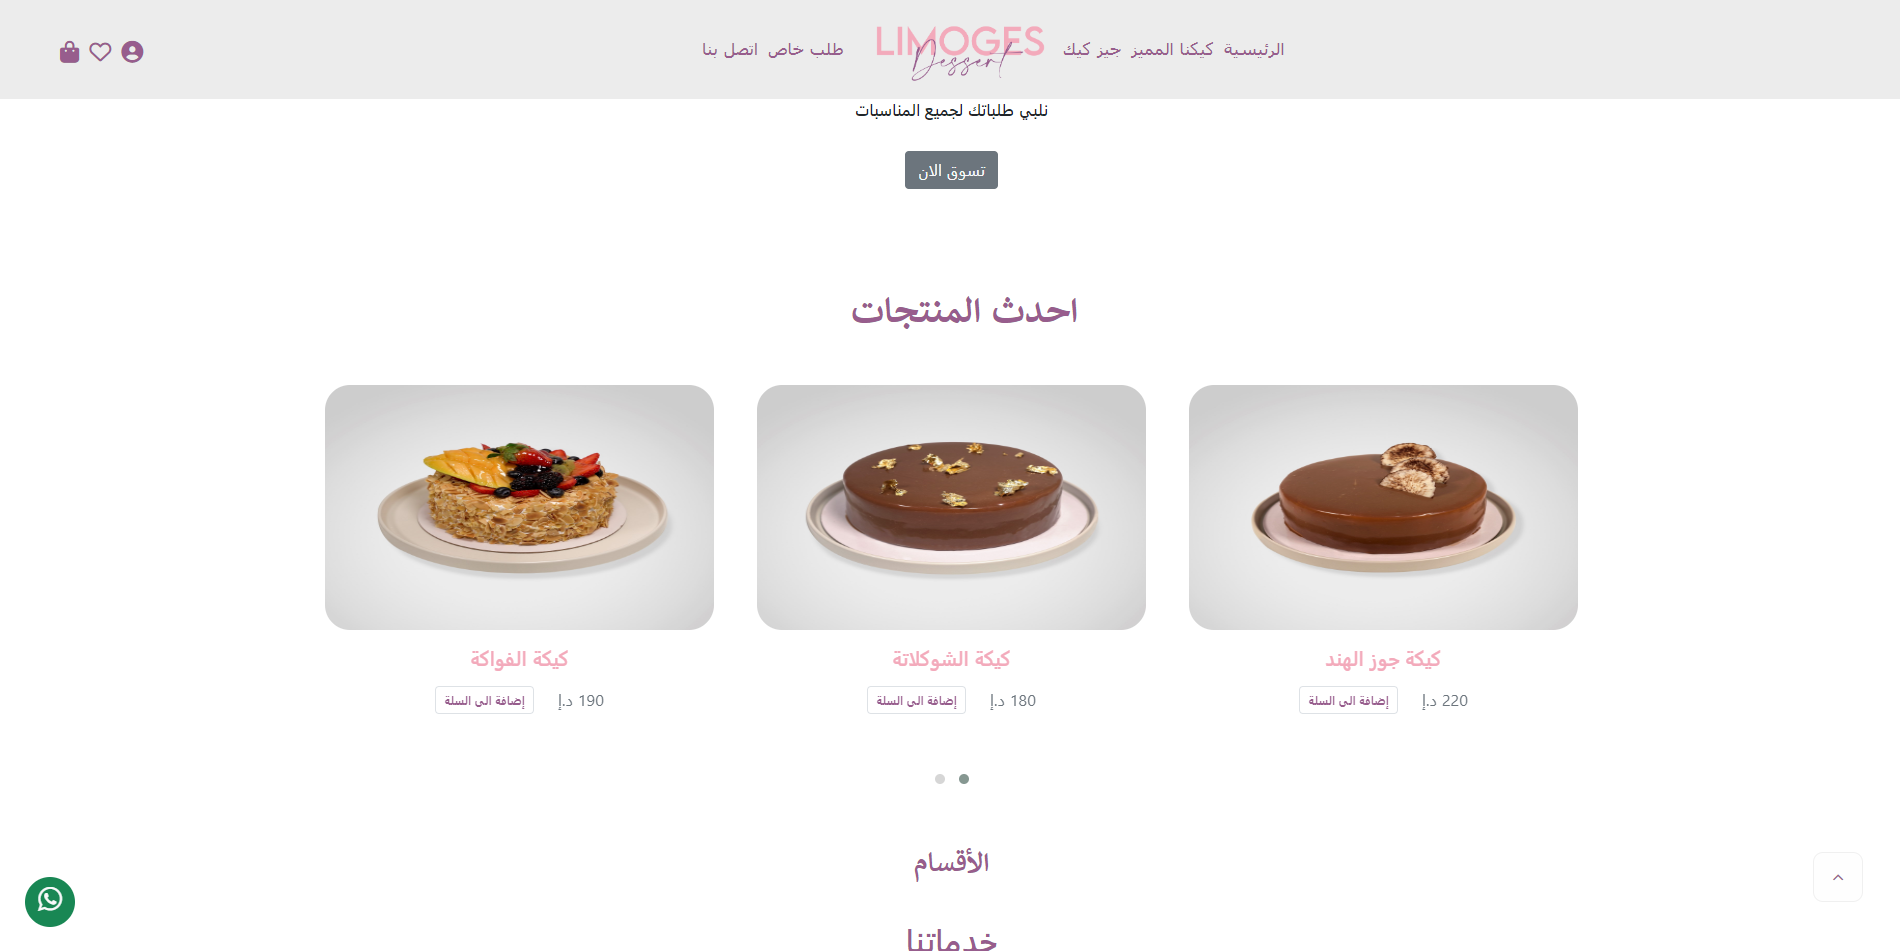 الرئيسية كيكنا المميز جيز كيك LIMOGES Dessert طلب خاص اتصل بنا
نلبي طلباتك لجميع المناسبات
تسوق الان
احدث المنتجات
كيكة جوز الهند
220 د.إ إضافة الى السلة
كيكة الشوكلاتة
180 د.إ إضافة الى السلة
كيكة الفواكة
190 د.إ إضافة الى السلة
الأقسام
خدماتنا